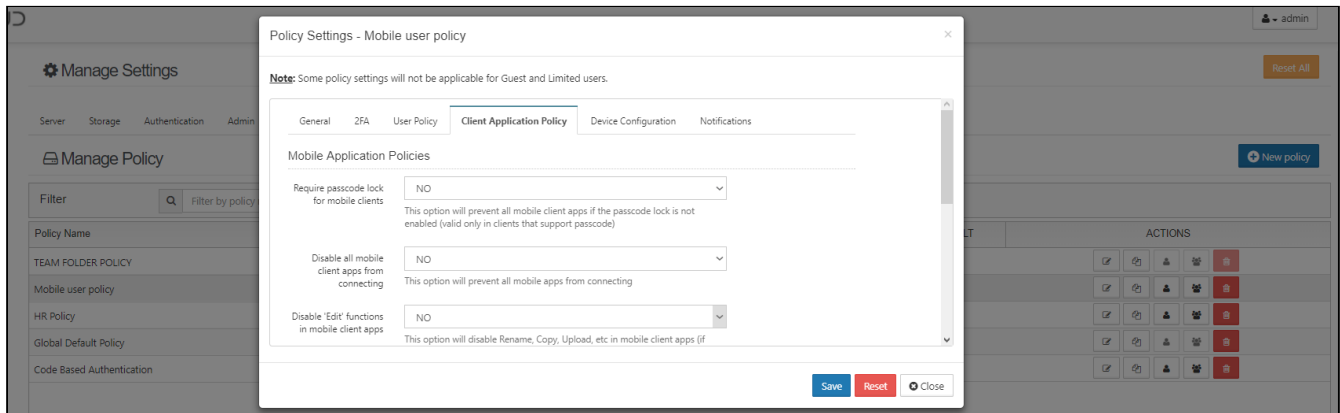 admin
Policy Settings - Mobile user policy
×
Manage Settings
Reset All
Note: Some policy settings will not be applicable for Guest and Limited users.
Server Storage Authentication Admin
General 2FA User Policy Client Application Policy Device Configuration Notifications
Manage Policy
New policy
Mobile Application Policies
Filter
Filter by policy
Require passcode lock
for mobile clients
NO
This option will prevent all mobile client apps if the passcode lock is not
enabled (valid only in clients that support passcode)
Policy Name
LT
ACTIONS
TEAM FOLDER POLICY
Disable all mobile
client apps from
connecting
NO
This option will prevent all mobile apps from connecting
Mobile user policy
HR Policy
Disable 'Edit' functions
in mobile client apps
NO
This option will disable Rename, Copy, Upload, etc in mobile client apps (if
Global Default Policy
Code Based Authentication
Save Reset Close